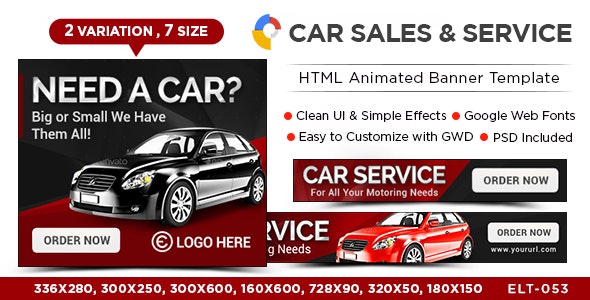 2 VARIATION , 7 SIZE
CAR SALES & SERVICE
HTML Animated Banner Template
Clean UI & Simple Effects
Google Web Fonts
Easy to Customize with GWD
PSD Included
NEED A CAR?
Big or Small We Have
Them All!
envato
ORDER NOW
LOGO HERE
CAR SERVICE
For All Your Motoring Needs
ORDER NOW
RVICE
ing Needs
ORDER NOW
www.yoururl.com
336X280, 300X250, 300X600, 160X600, 728X90, 320X50, 180X150
ELT-053